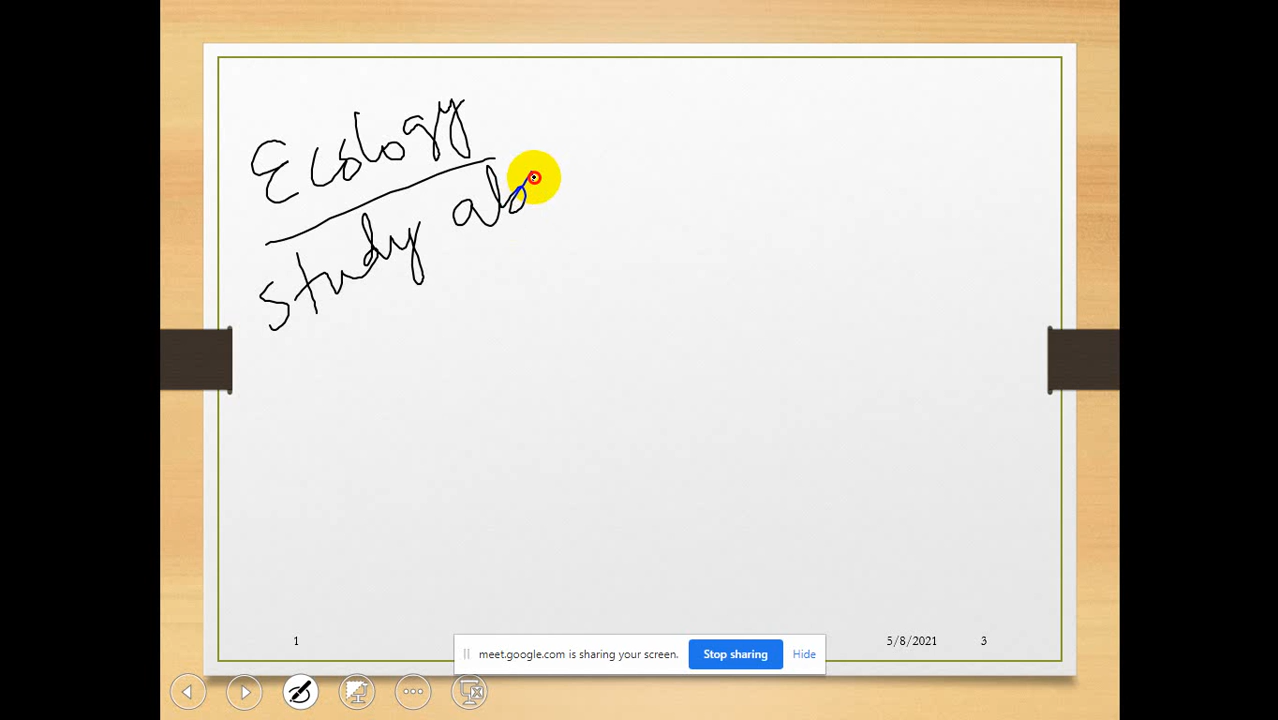 Ecology
study ab
1
5/8/2021 3
meet.google.com is sharing your screen. Stop sharing Hide